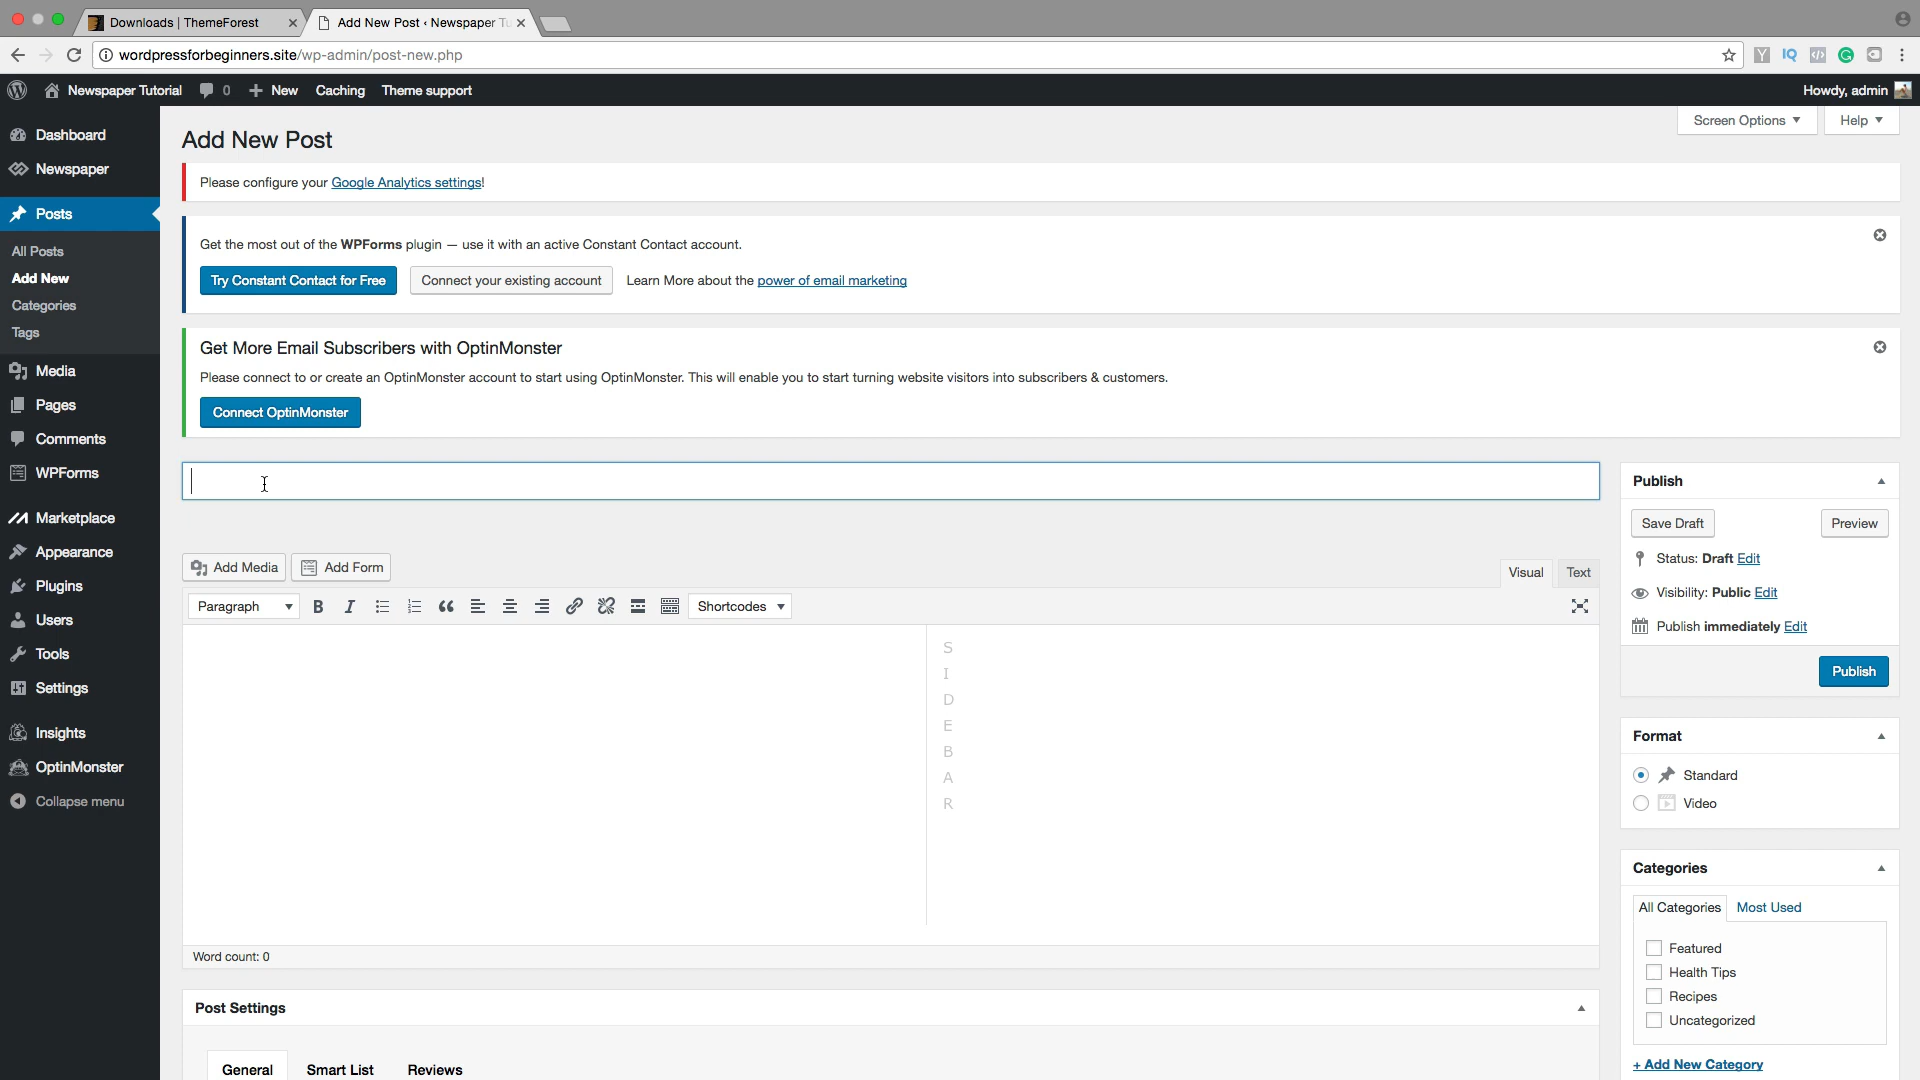 Downloads | ThemeForest
Add New Post ‹ Newspaper Tu
wordpressforbeginners.site/wp-admin/post-new.php
Newspaper Tutorial
0
New
Caching
Theme support
Howdy, admin
Dashboard
Newspaper
Posts
All Posts
Add New
Categories
Tags
Media
Pages
Comments
WPForms
Marketplace
Appearance
Plugins
Users
Tools
Settings
Insights
OptinMonster
Collapse menu
Screen Options
Help
Add New Post
Please configure your Google Analytics settings!
Get the most out of the WPForms plugin — use it with an active Constant Contact account.
Try Constant Contact for Free
Connect your existing account
Learn More about the power of email marketing
Get More Email Subscribers with OptinMonster
Please connect to or create an OptinMonster account to start using OptinMonster. This will enable you to start turning website visitors into subscribers & customers.
Connect OptinMonster
Add Media
Add Form
Visual
Text
Paragraph
Shortcodes
S
I
D
E
B
A
R
Word count: 0
Post Settings
General
Smart List
Reviews
Publish
Save Draft
Preview
Status: Draft Edit
Visibility: Public Edit
Publish immediately Edit
Publish
Format
Standard
Video
Categories
All Categories
Most Used
Featured
Health Tips
Recipes
Uncategorized
+ Add New Category